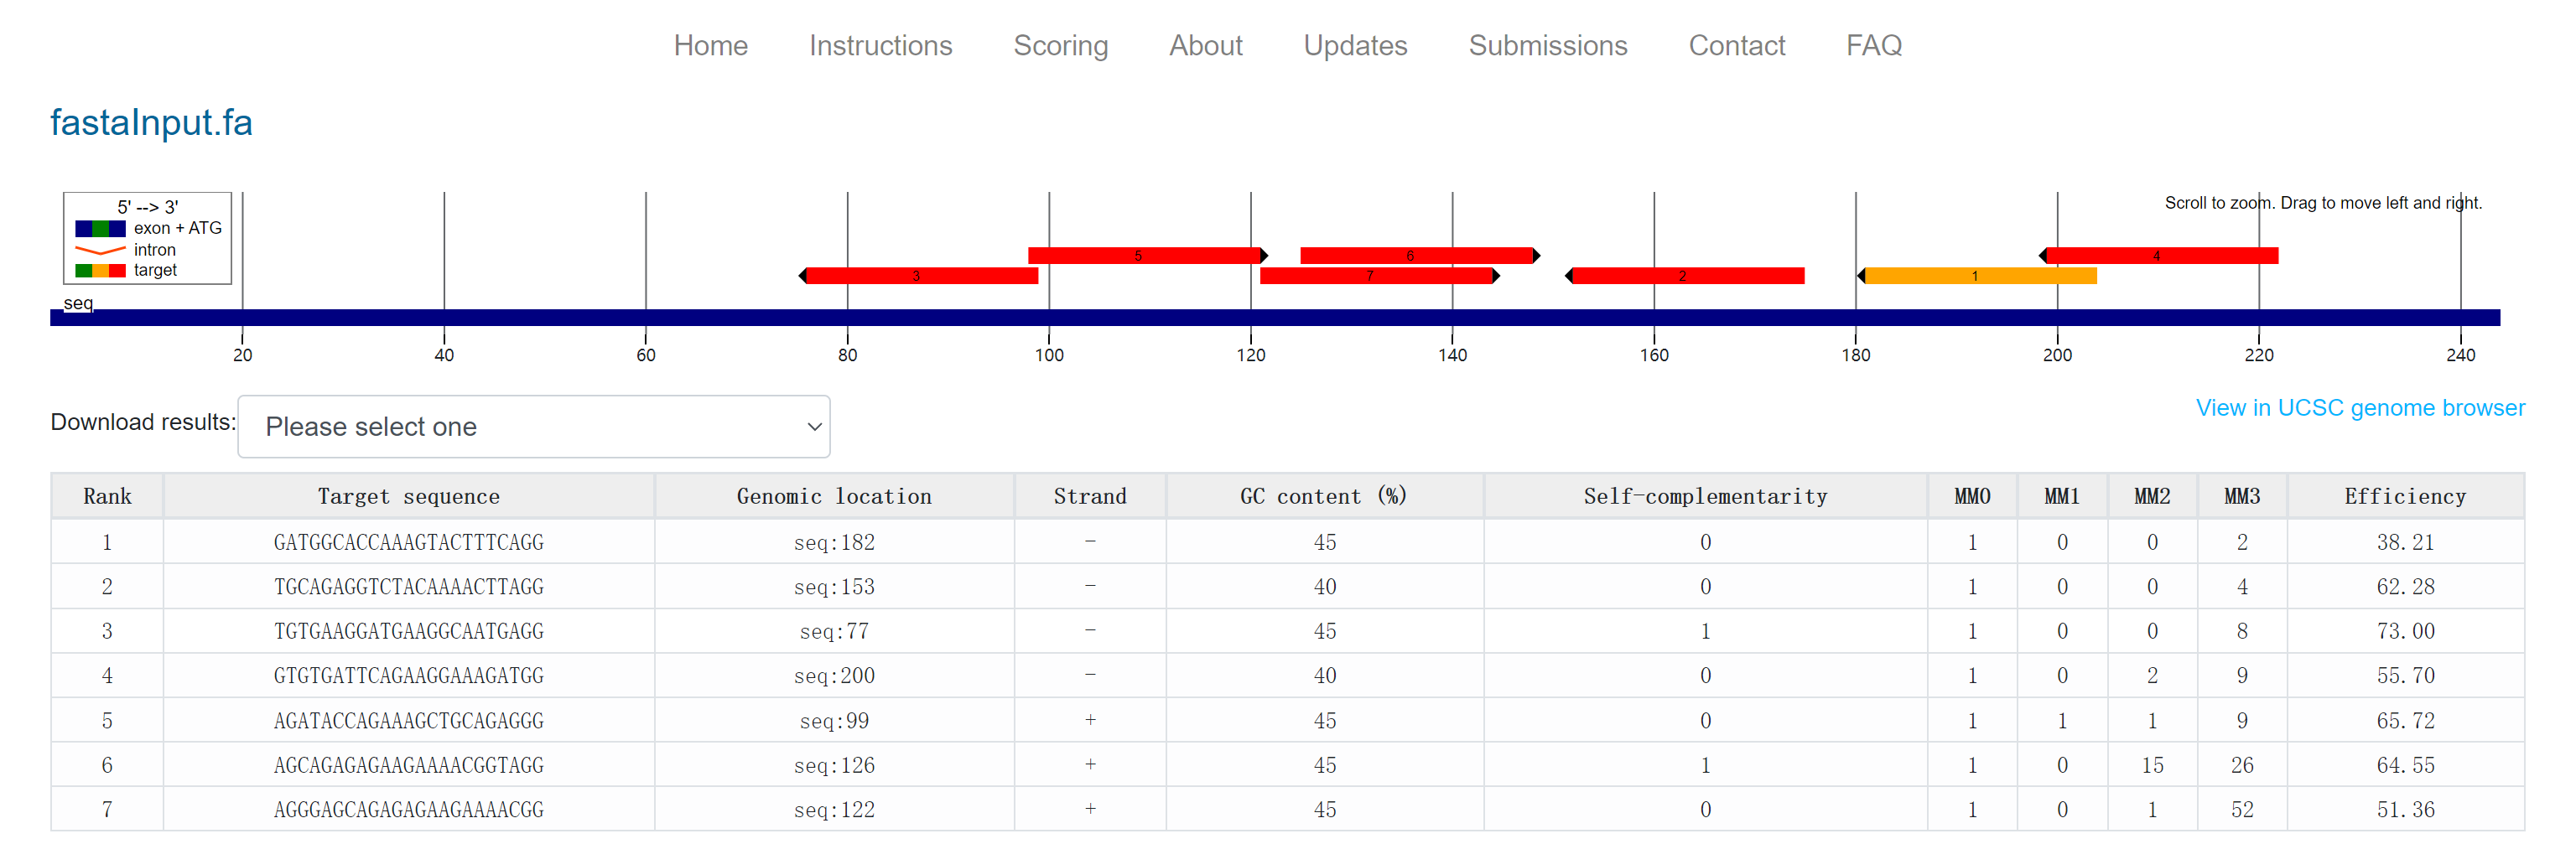 Home Instructions Scoring About Updates Submissions Contact FAQ
fastaInput.fa
5' --> 3'
exon + ATG
intron
target
Scroll to zoom. Drag to move left and right.
5 6 4
3 7 2 1
seq
20 40 60 80 100 120 140 160 180 200 220 240
Download results: Please select one
View in UCSC genome browser
Rank Target sequence Genomic location Strand GC content (%) Self-complementarity MM0 MM1 MM2 MM3 Efficiency
1 GATGGCACCAAAGTACTTTCAGG seq:182 - 45 0 1 0 0 2 38.21
2 TGCAGAGGTCTACAAAACTTAGG seq:153 - 40 0 1 0 0 4 62.28
3 TGTGAAGGATGAAGGCAATGAGG seq:77 - 45 1 1 0 0 8 73.00
4 GTGTGATTCAGAAGGAAAGATGG seq:200 - 40 0 1 0 2 9 55.70
5 AGATACCAGAAAGCTGCAGAGGG seq:99 + 45 0 1 1 1 9 65.72
6 AGCAGAGAGAAGAAAACGGTAGG seq:126 + 45 1 1 0 15 26 64.55
7 AGGGAGCAGAGAGAAGAAAACGG seq:122 + 45 0 1 0 1 52 51.36